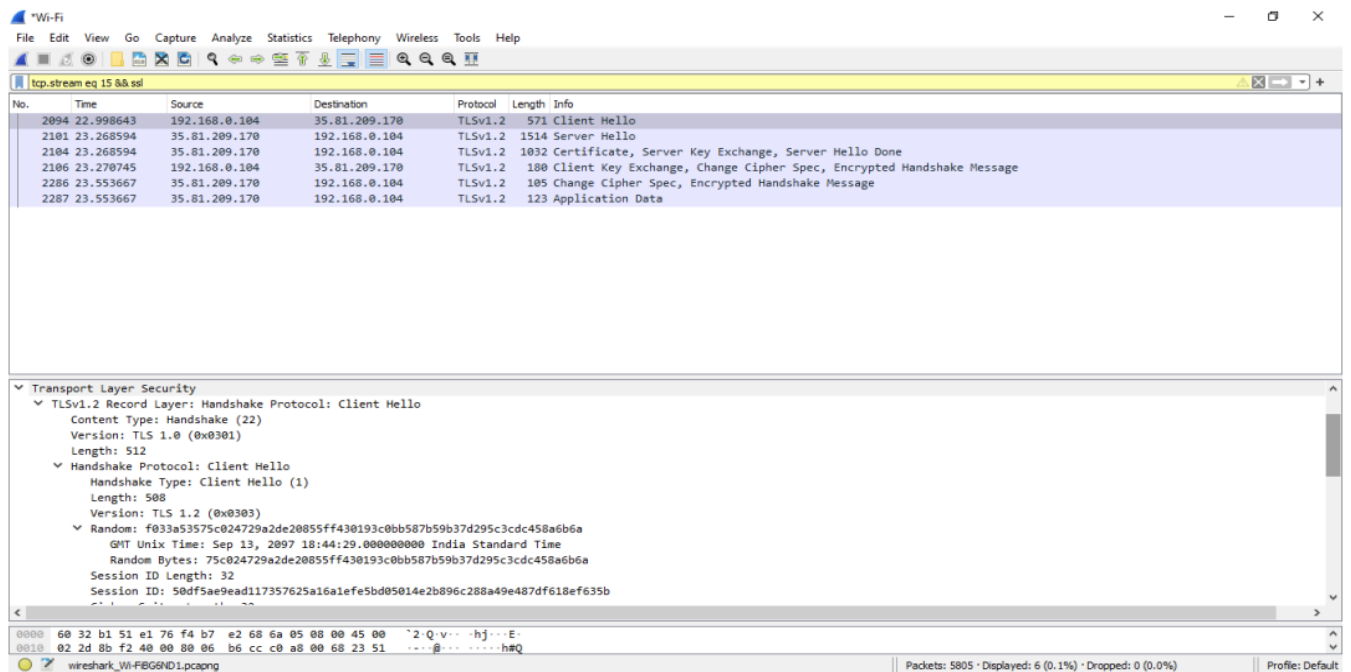 *Wi-Fi
File Edit View Go Capture Analyze Statistics Telephony Wireless Tools Help
tcp.stream eq 15 && ssl
No. Time Source Destination Protocol Length Info
2094 22.998643 192.168.0.104 35.81.209.170 TLSv1.2 571 Client Hello
2101 23.268594 35.81.209.170 192.168.0.104 TLSv1.2 1514 Server Hello
2104 23.268594 35.81.209.170 192.168.0.104 TLSv1.2 1032 Certificate, Server Key Exchange, Server Hello Done
2106 23.270745 192.168.0.104 35.81.209.170 TLSv1.2 180 Client Key Exchange, Change Cipher Spec, Encrypted Handshake Message
2286 23.553667 35.81.209.170 192.168.0.104 TLSv1.2 105 Change Cipher Spec, Encrypted Handshake Message
2287 23.553667 35.81.209.170 192.168.0.104 TLSv1.2 123 Application Data
Transport Layer Security
TLSv1.2 Record Layer: Handshake Protocol: Client Hello
Content Type: Handshake (22)
Version: TLS 1.0 (0x0301)
Length: 512
Handshake Protocol: Client Hello
Handshake Type: Client Hello (1)
Length: 508
Version: TLS 1.2 (0x0303)
Random: f033a53575c024729a2de20855ff430193c0bb587b59b37d295c3cdc458a6b6a
GMT Unix Time: Sep 13, 2097 18:44:29.000000000 India Standard Time
Random Bytes: 75c024729a2de20855ff430193c0bb587b59b37d295c3cdc458a6b6a
Session ID Length: 32
Session ID: 50df5ae9ead117357625a16a1efe5bd05014e2b896c288a49e487df618ef635b
0000 60 32 b1 51 e1 76 f4 b7 e2 68 6a 05 08 00 45 00 `2·Q·v·· ·hj···E·
0010 02 2d 8b f2 40 00 80 06 b6 cc c0 a8 00 68 23 51 ·-··@··· ·····h#Q
wireshark_Wi-FiBG6ND1.pcapng Packets: 5805 · Displayed: 6 (0.1%) · Dropped: 0 (0.0%) Profile: Default